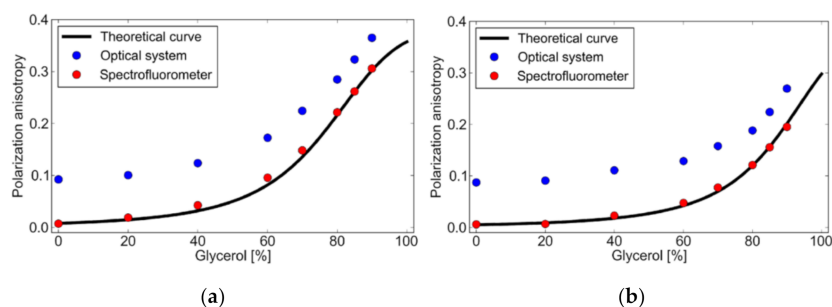 0.4
0.3
0.2
0.1
0.0
Polarization anisotropy
Theoretical curve
Optical system
Spectrofluorometer
0 20 40 60 80 100
Glycerol [%]
(a)
0.4
0.3
0.2
0.1
0.0
Polarization anisotropy
Theoretical curve
Optical system
Spectrofluorometer
0 20 40 60 80 100
Glycerol [%]
(b)